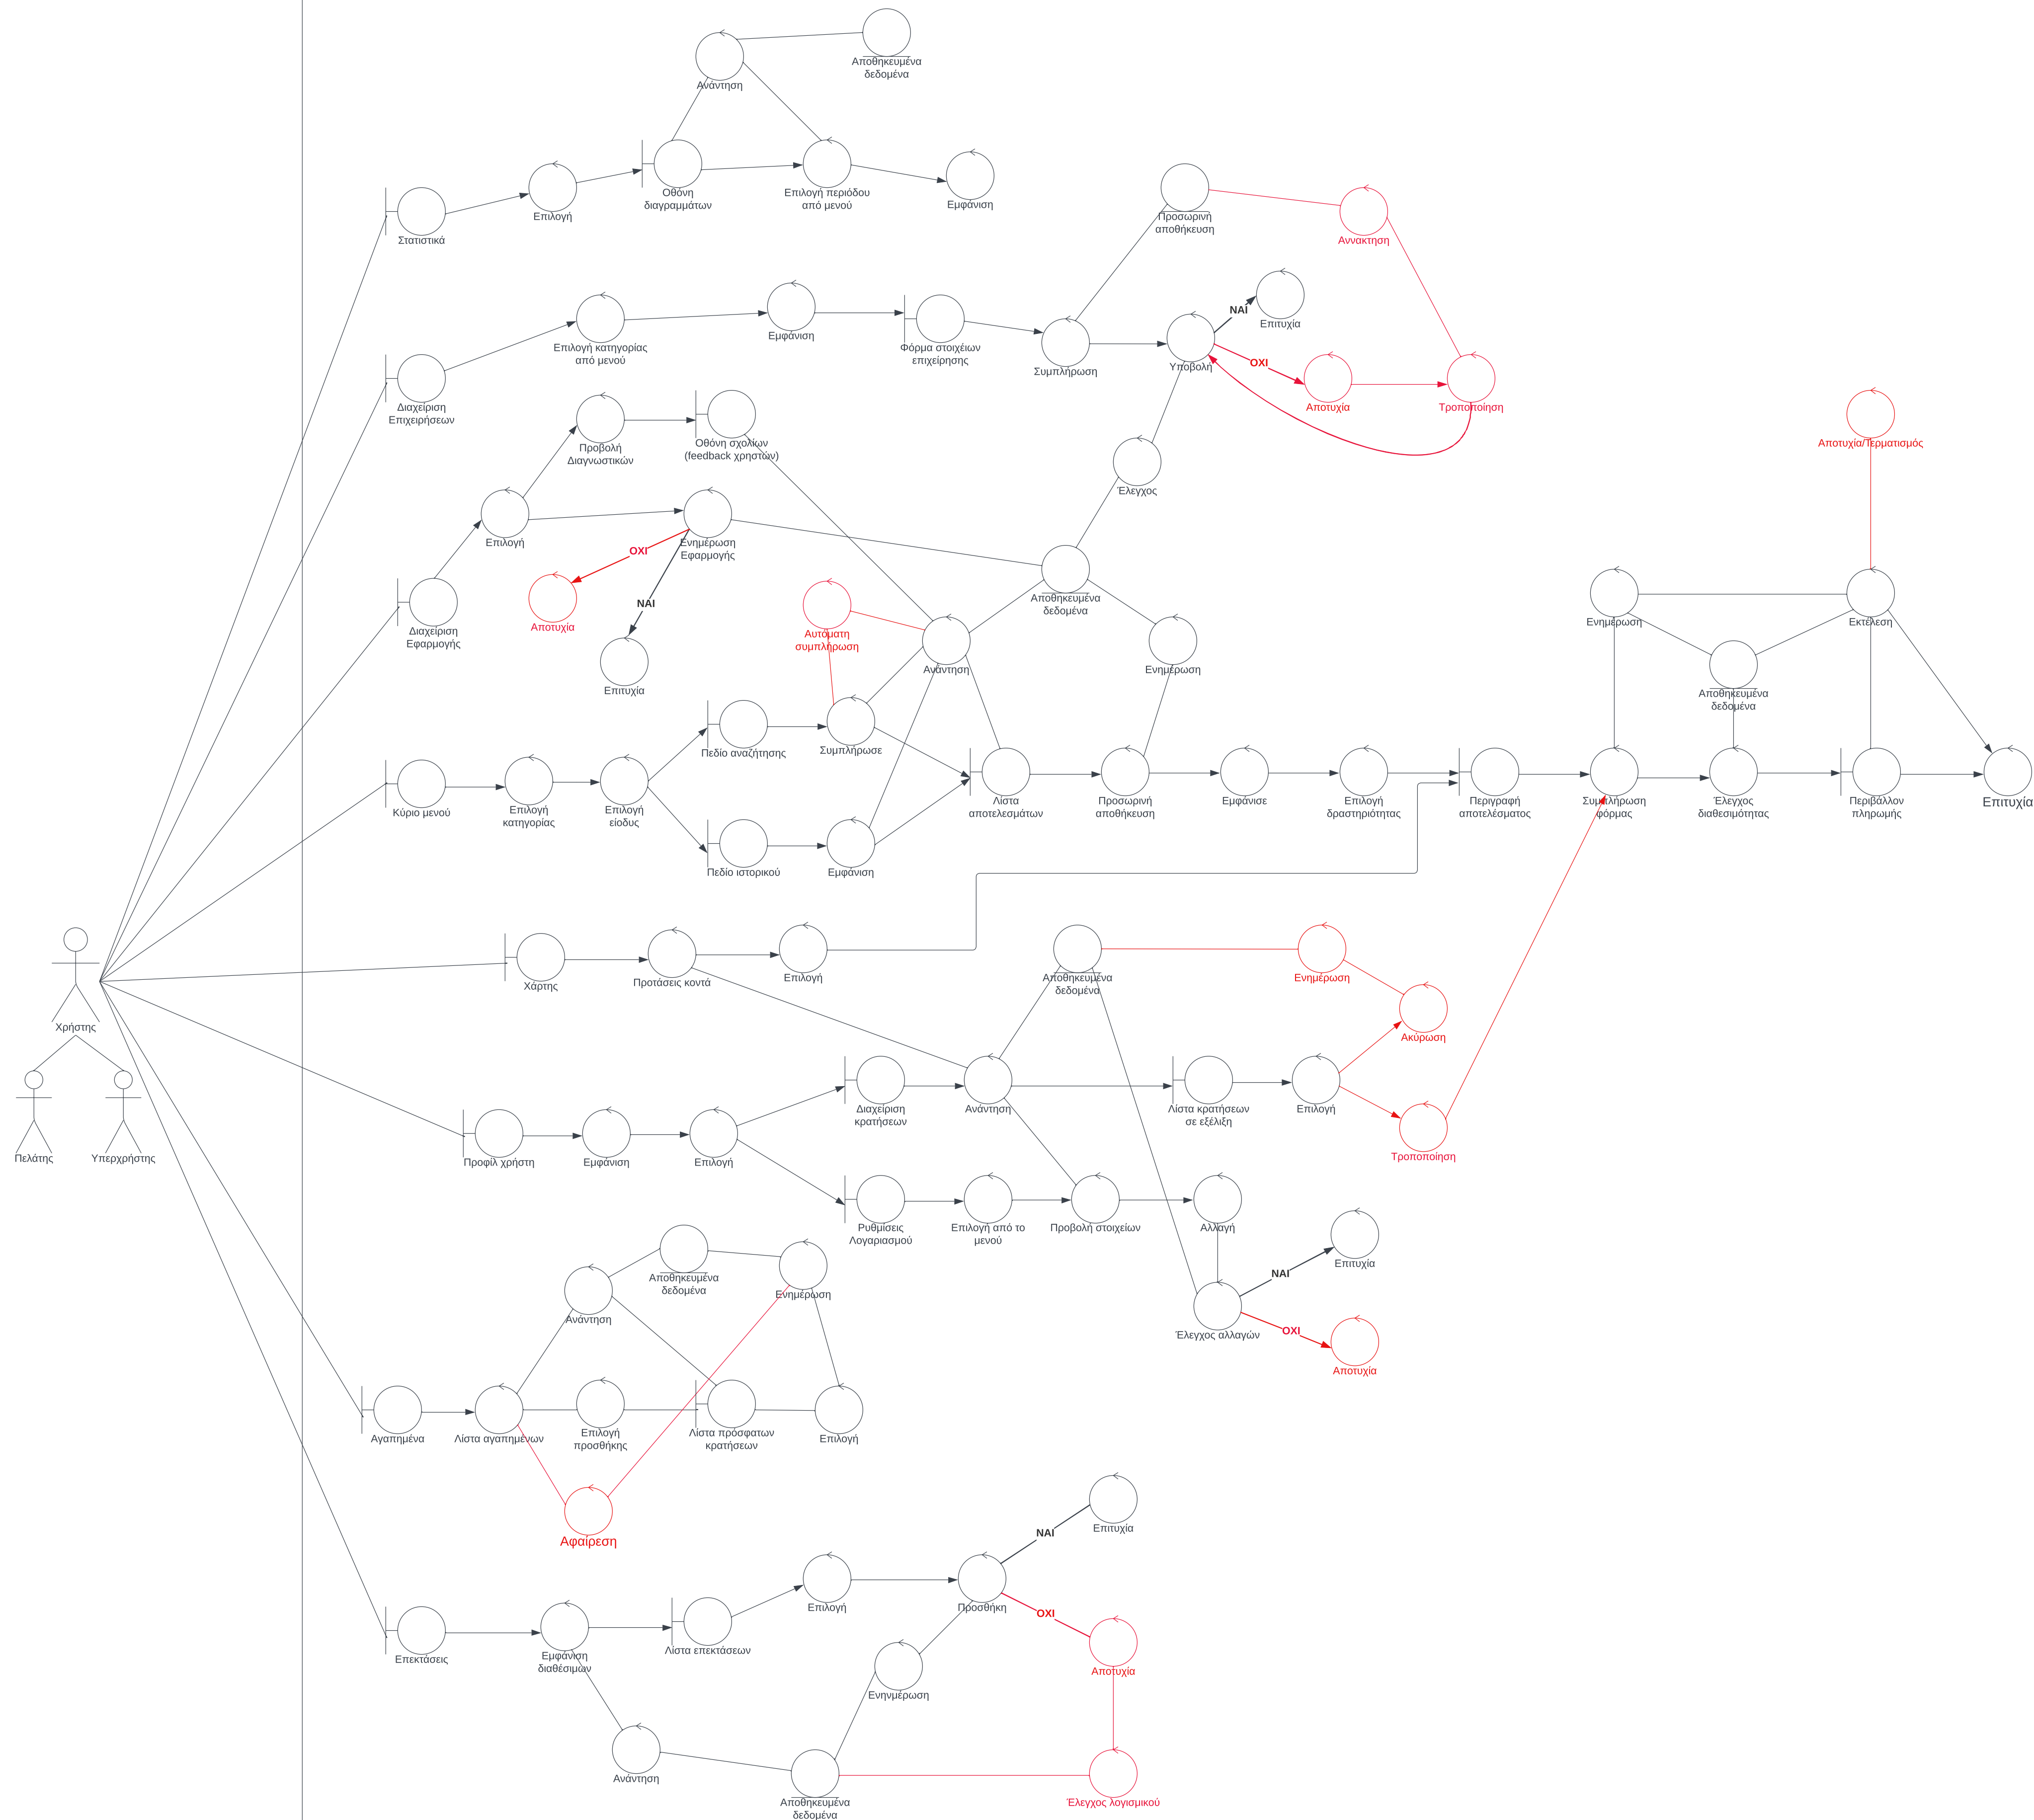 Αποθηκευμένα
δεδομένα
Ανάντηση
Οθόνη
διαγραμμάτων
Επιλογή περιόδου
από μενού
Εμφάνιση
Επιλογή
Στατιστικά
Προσωρινή
αποθήκευση
Αννάκτηση
Επιλογή κατηγορίας
από μενού
Εμφάνιση
Φόρμα στοιχείων
επιχείρησης
Συμπλήρωση
Υποβολή
ΝΑΙ
Επιτυχία
ΟΧΙ
Αποτυχία
Τροποποίηση
Διαχείριση
Επιχειρήσεων
Προβολή
Διαγνωστικών
Οθόνη σχολίων
(feedback χρηστών)
Έλεγχος
Αποτυχία/Τερματισμός
Επιλογή
Ενημέρωση
Εφαρμογής
ΟΧΙ
Αποτυχία
ΝΑΙ
Επιτυχία
Διαχείριση
Εφαρμογής
Αποθηκευμένα
δεδομένα
Αυτόματη
συμπλήρωση
Ανάντηση
Ενημέρωση
Ενημέρωση
Εκτέλεση
Αποθηκευμένα
δεδομένα
Πεδίο αναζήτησης
Συμπλήρωσε
Κύριο μενού
Επιλογή
κατηγορίας
Επιλογή
είοδυς
Λίστα
αποτελεσμάτων
Προσωρινή
αποθήκευση
Εμφάνισε
Επιλογή
δραστηριότητας
Περιγραφή
αποτελέσματος
Συμπλήρωση
φόρμας
Έλεγχος
διαθεσιμότητας
Περιβάλλον
πληρωμής
Επιτυχία
Πεδίο ιστορικού
Εμφάνιση
Χάρτης
Προτάσεις κοντά
Επιλογή
Αποθηκευμένα
δεδομένα
Ενημέρωση
Ακύρωση
Χρήστης
Πελάτης
Υπερχρήστης
Διαχείριση
κρατήσεων
Ανάντηση
Λίστα κρατήσεων
σε εξέλιξη
Επιλογή
Τροποποίηση
Προφίλ χρήστη
Εμφάνιση
Επιλογή
Ρυθμίσεις
Λογαριασμού
Επιλογή από το
μενού
Προβολή στοιχείων
Αλλαγή
Επιτυχία
ΝΑΙ
Έλεγχος αλλαγών
ΟΧΙ
Αποτυχία
Αποθηκευμένα
δεδομένα
Ενημέρωση
Ανάντηση
Αγαπημένα
Λίστα αγαπημένων
Επιλογή
προσθήκης
Λίστα πρόσφατων
κρατήσεων
Επιλογή
Αφαίρεση
Επιτυχία
ΝΑΙ
Επιλογή
Προσθήκη
ΟΧΙ
Αποτυχία
Επεκτάσεις
Εμφάνιση
διαθέσιμων
Λίστα επεκτάσεων
Ενηνμέρωση
Ανάντηση
Αποθηκευμένα
δεδομένα
Έλεγχος λογισμικού